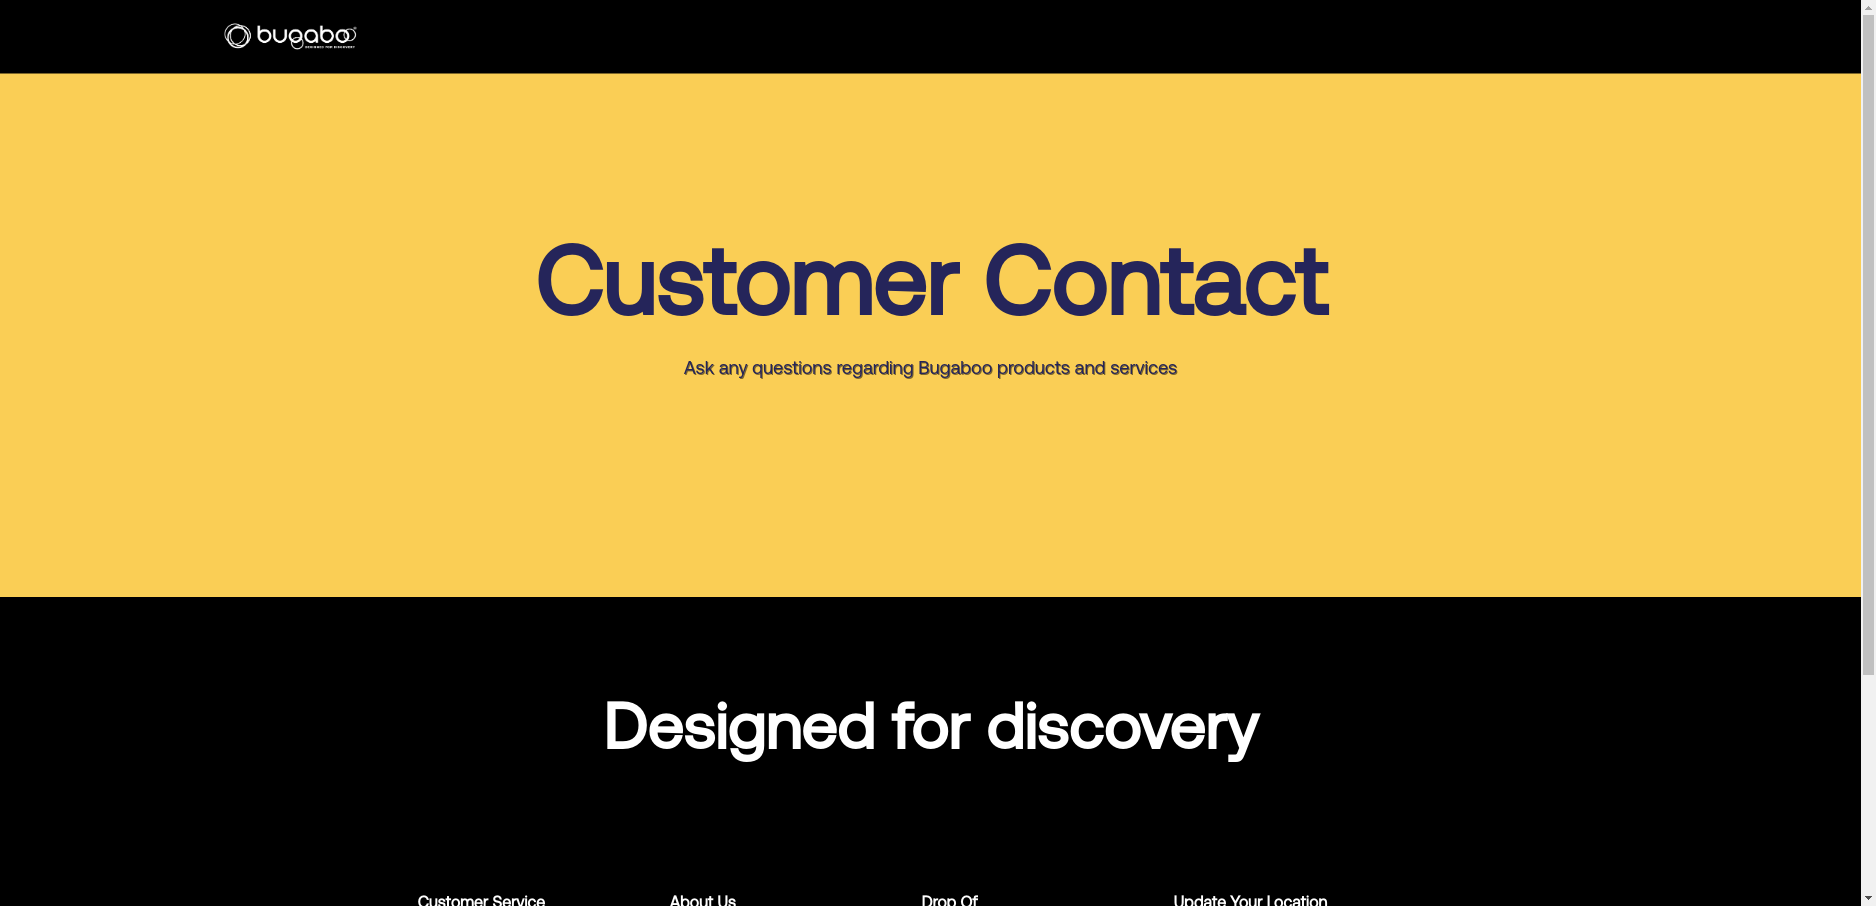 bugaboo
DESIGNED FOR DISCOVERY
Customer Contact
Ask any questions regarding Bugaboo products and services
Designed for discovery
Customer Service
About Us
Drop Of
Update Your Location